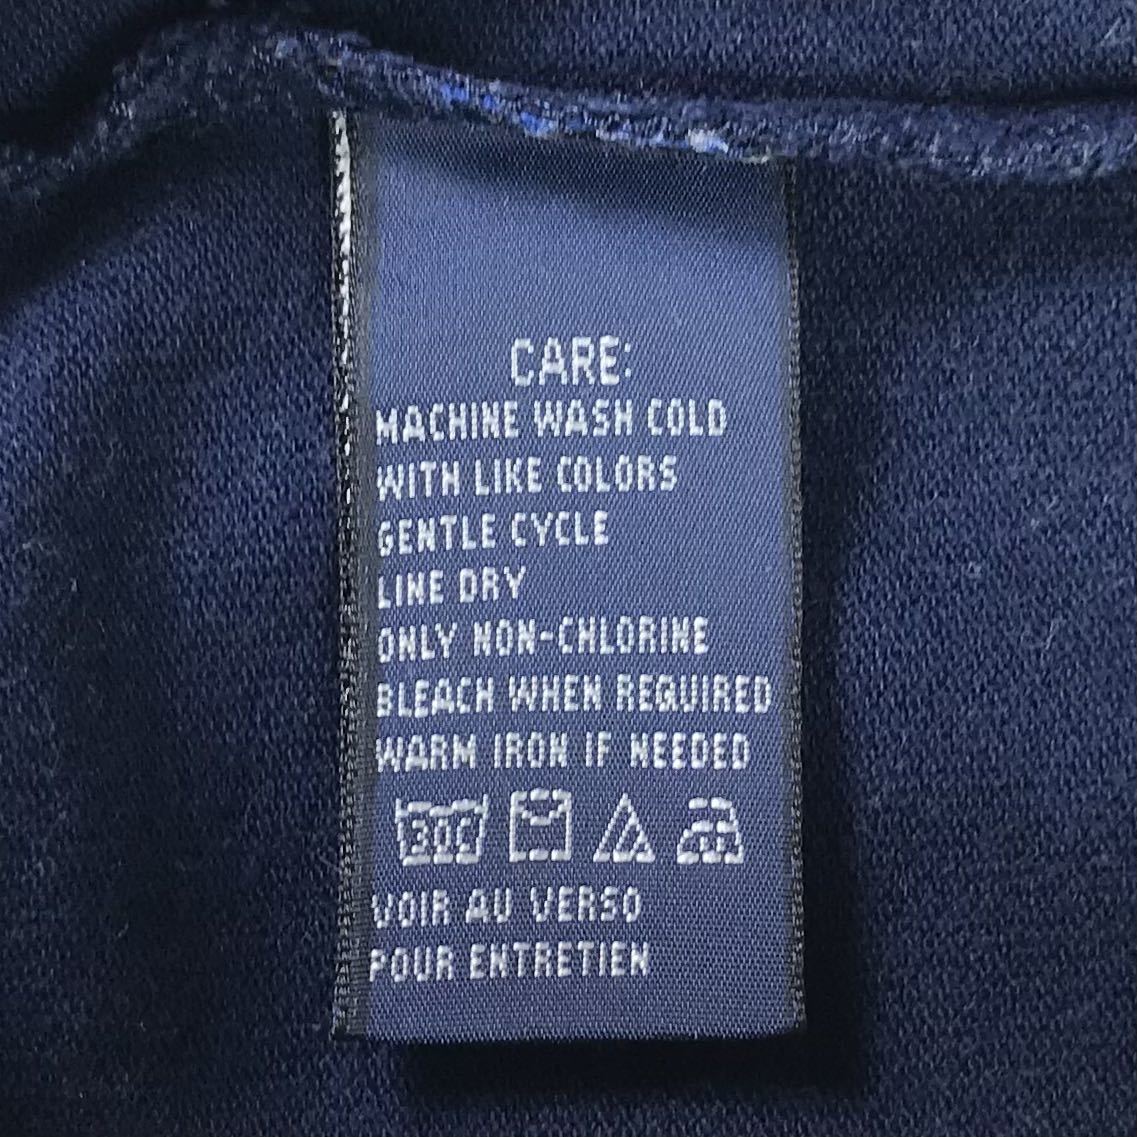 CARE:
MACHINE WASH COLD
WITH LIKE COLORS
GENTLE CYCLE
LINE DRY
ONLY NON-CHLORINE
BLEACH WHEN REQUIRED
WARM IRON IF NEEDED
30C
VOIR AU VERSO
POUR ENTRETIEN